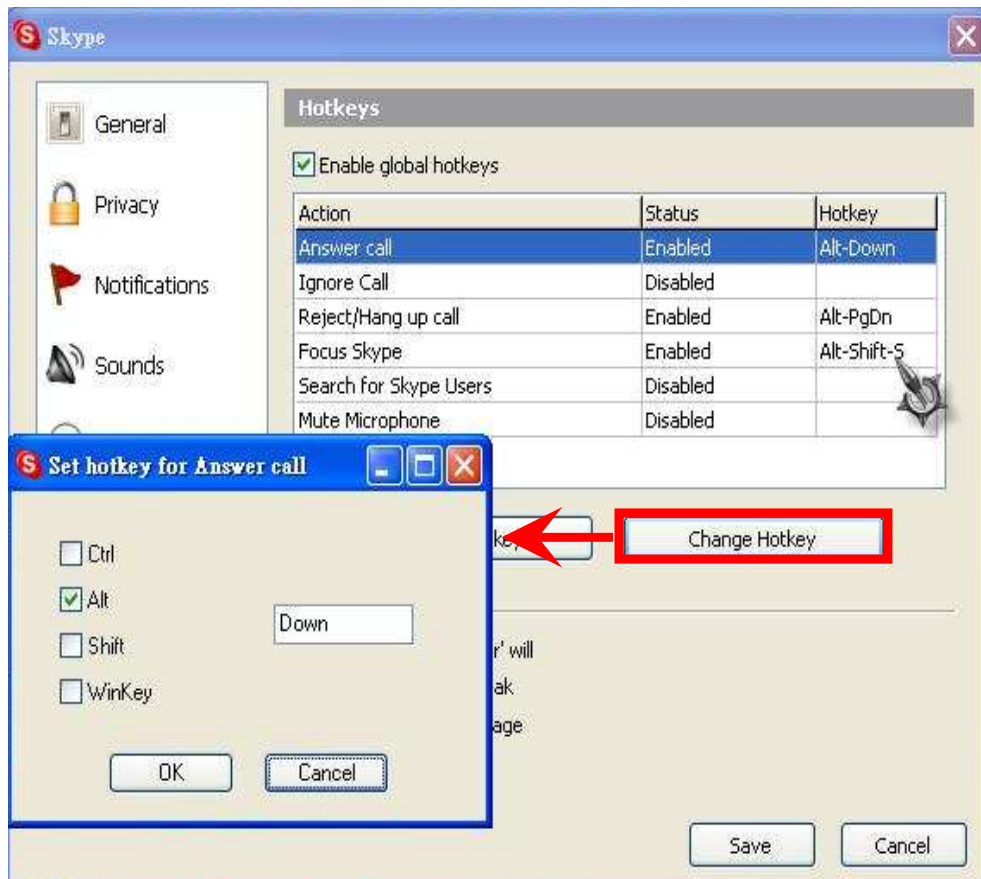 Skype
General
Privacy
Notifications
Sounds
Hotkeys
Enable global hotkeys
Action Status Hotkey
Answer call Enabled Alt-Down
Ignore Call Disabled
Reject/Hang up call Enabled Alt-PgDn
Focus Skype Enabled Alt-Shift-S
Search for Skype Users Disabled
Mute Microphone Disabled
Change Hotkey
r' will
ak
age
Set hotkey for Answer call
Ctrl
Alt
Shift
WinKey
Down
OK Cancel
Save Cancel